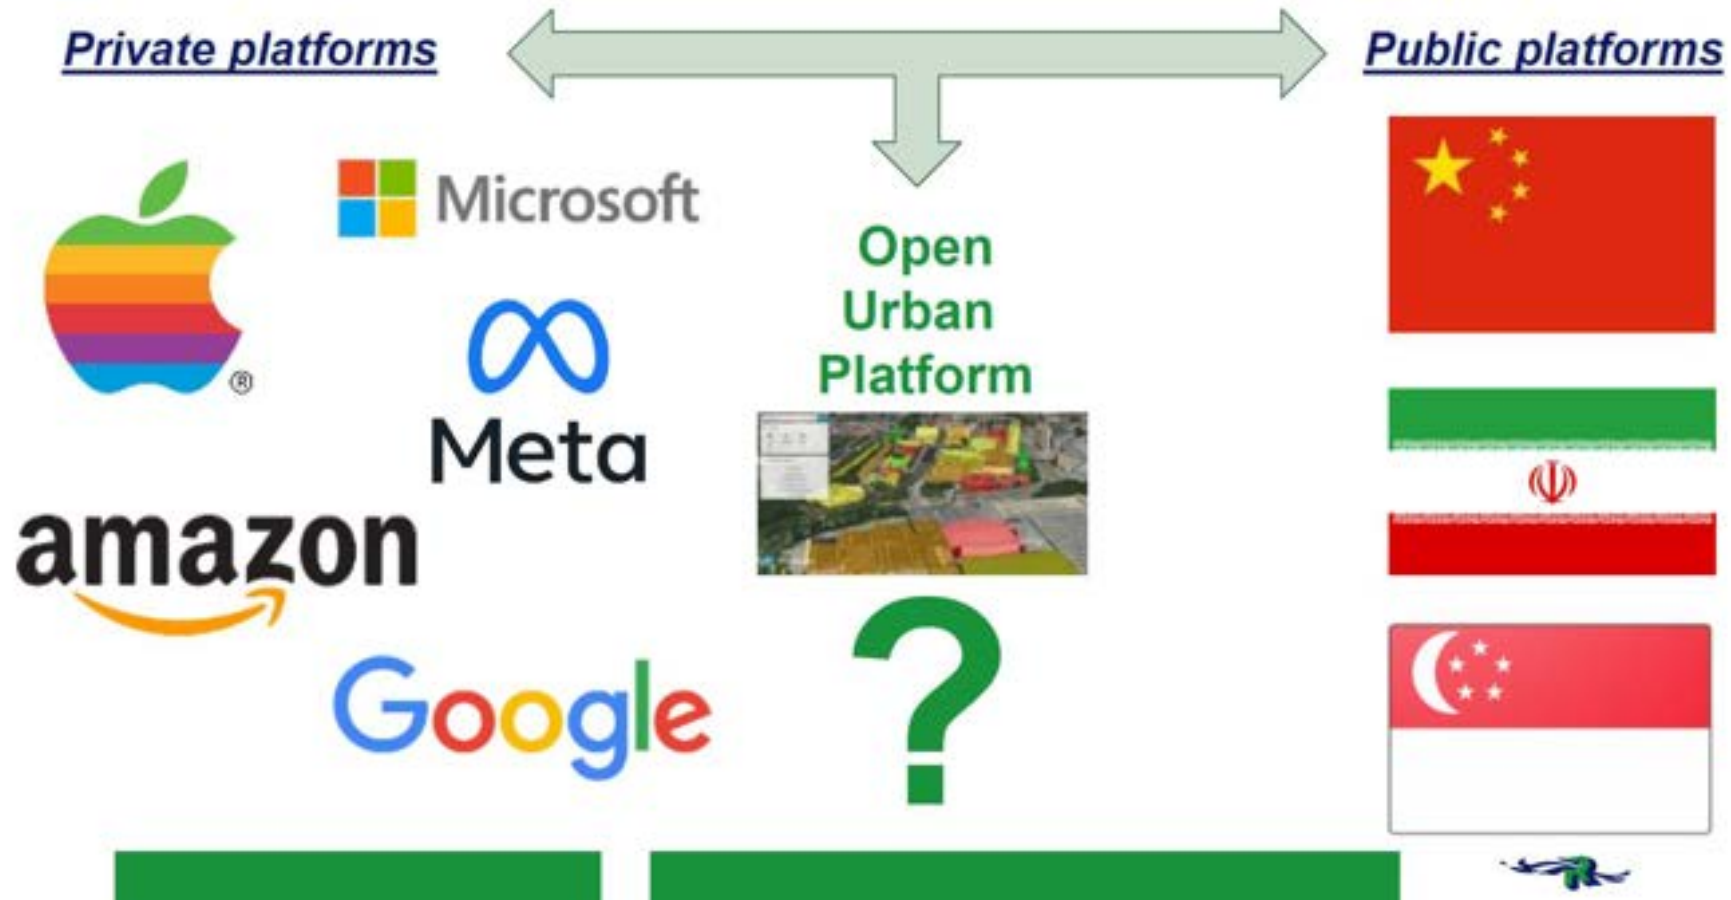 Private platforms
Public platforms
Microsoft
Open
Urban
Platform
®
Meta
amazon
Google
?